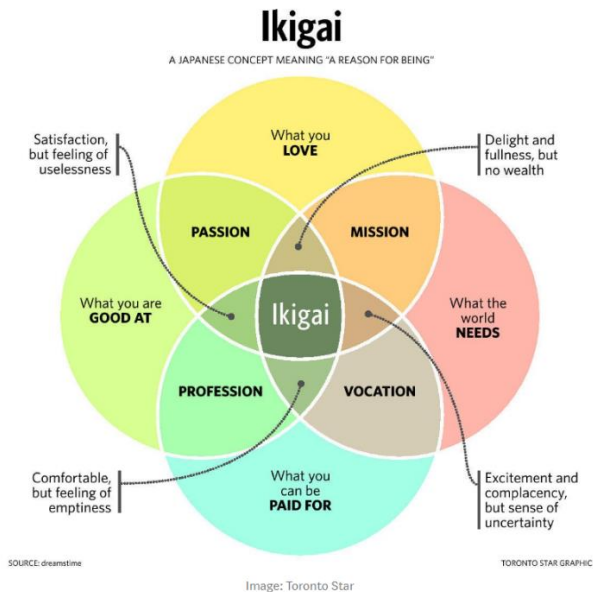 Ikigai
A JAPANESE CONCEPT MEANING "A REASON FOR BEING"
What you
LOVE
Satisfaction,
but feeling of
uselessness
Delight and
fullness, but
no wealth
PASSION
MISSION
What you are
GOOD AT
Ikigai
What the
world
NEEDS
PROFESSION
VOCATION
Comfortable,
but feeling of
emptiness
What you
can be
PAID FOR
Excitement and
complacency,
but sense of
uncertainty
SOURCE: dreamstime
TORONTO STAR GRAPHIC
Image: Toronto Star